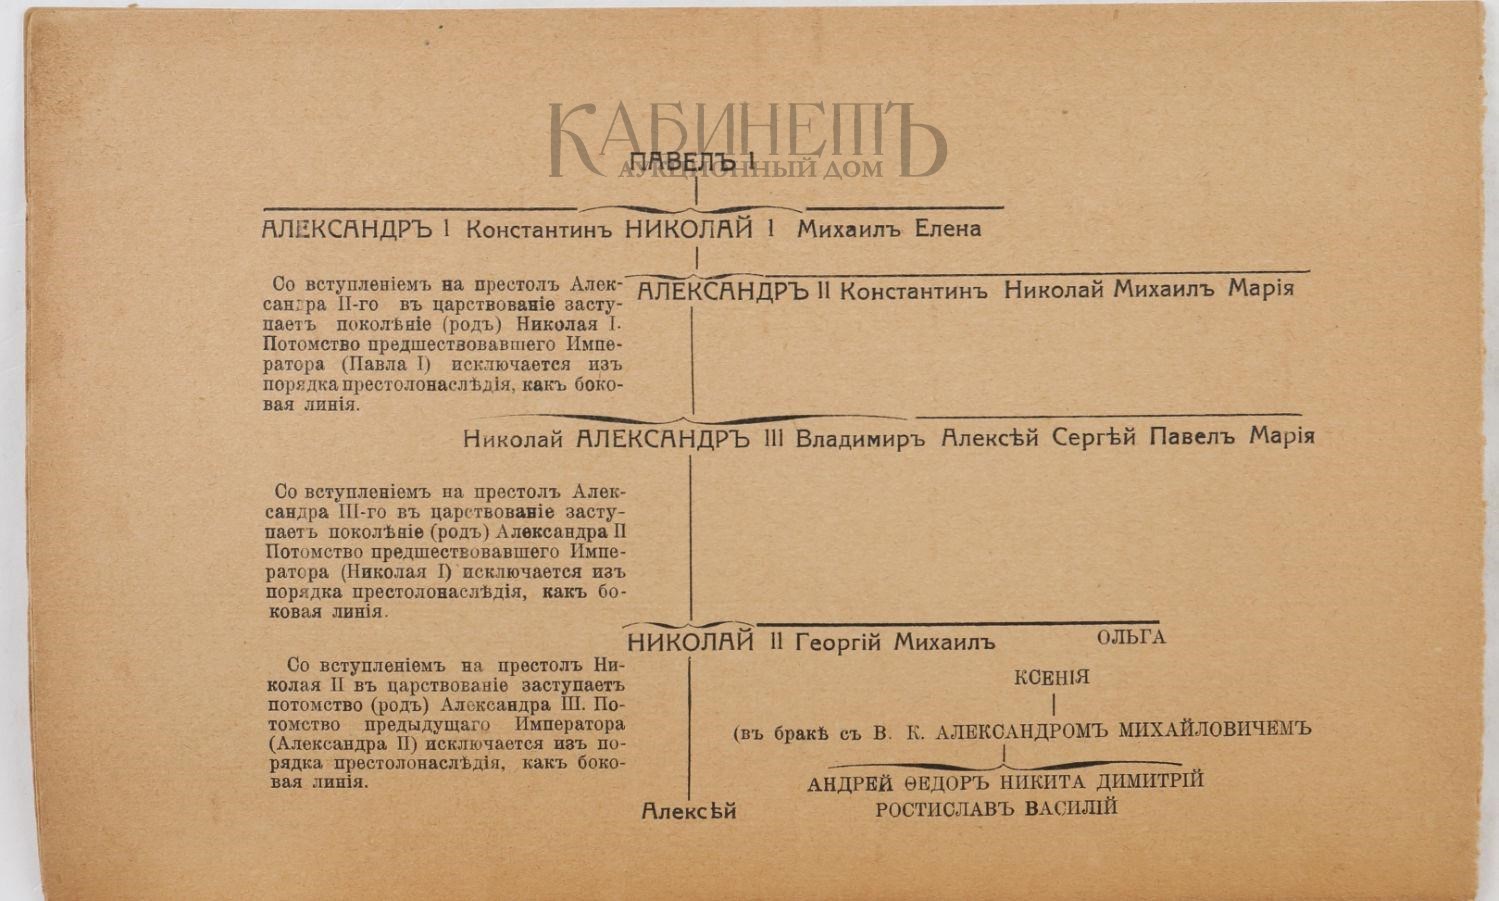 КАБИНЕТЪ
АУКЦИОННЫЙ ДОМ
ПАВЕЛЪ I
АЛЕКСАНДРЪ I Константинъ НИКОЛАЙ I Михаилъ Елена
АЛЕКСАНДРЪ II Константинъ Николай Михаилъ Марія
Со вступленіемъ на престолъ Алек-
сандра II-го въ царствованіе засту-
паетъ поколѣніе (родъ) Николая I.
Потомство предшествовавшего Импе-
ратора (Павла I) исключается изъ
порядка престолонаслѣдія, какъ боко-
вая линія.
Николай АЛЕКСАНДРЪ III Владимиръ Алексѣй Сергѣй Павелъ Марія
Со вступленіемъ на престолъ Алек-
сандра III-го въ царствованіе засту-
паетъ поколѣніе (родъ) Александра II
Потомство предшествовавшего Импе-
ратора (Николая I) исключается изъ
порядка престолонаслѣдія, какъ бо-
ковая линія.
НИКОЛАЙ II Георгій Михаилъ ОЛЬГА
Со вступленіемъ на престолъ Ни-
колая II въ царствованіе заступаетъ
потомство (родъ) Александра III. По-
томство предыдущаго Императора
(Александра II) исключается изъ по-
рядка престолонаслѣдія, какъ боко-
вая линія.
КСЕНІЯ
(въ бракѣ съ В. К. АЛЕКСАНДРОМЪ МИХАЙЛОВИЧЕМЪ
АНДРЕЙ ѲЕДОРЪ НИКИТА ДИМИТРІЙ
РОСТИСЛАВЪ ВАСИЛІЙ
Алексѣй